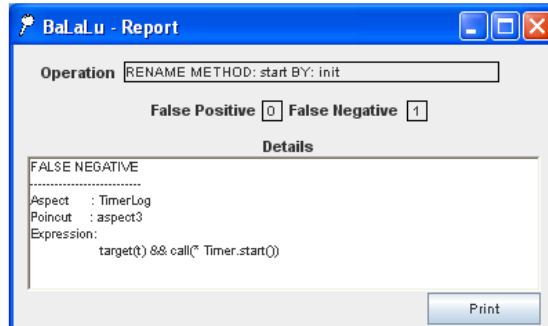 BaLaLu - Report
Operation RENAME METHOD: start BY: init
False Positive 0 False Negative 1
Details
FALSE NEGATIVE
--------------------------
Aspect : TimerLog
Poincut : aspect3
Expression:
target(t) && call(* Timer.start())
Print